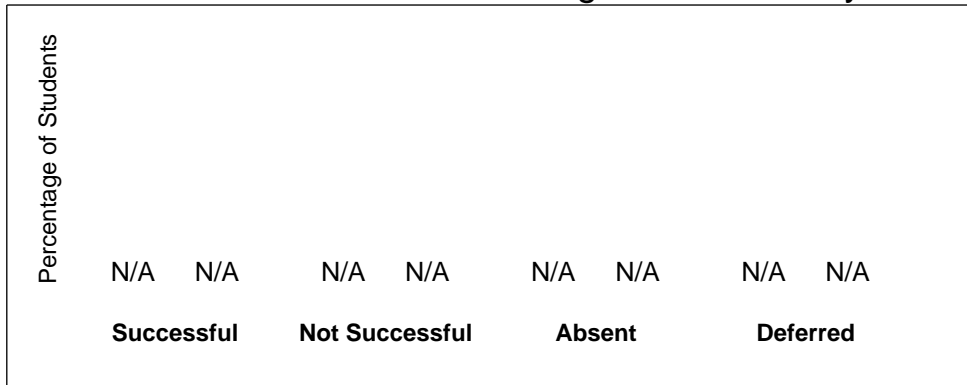 Percentage of Students
N/A N/A N/A N/A N/A N/A N/A N/A
Successful Not Successful Absent Deferred